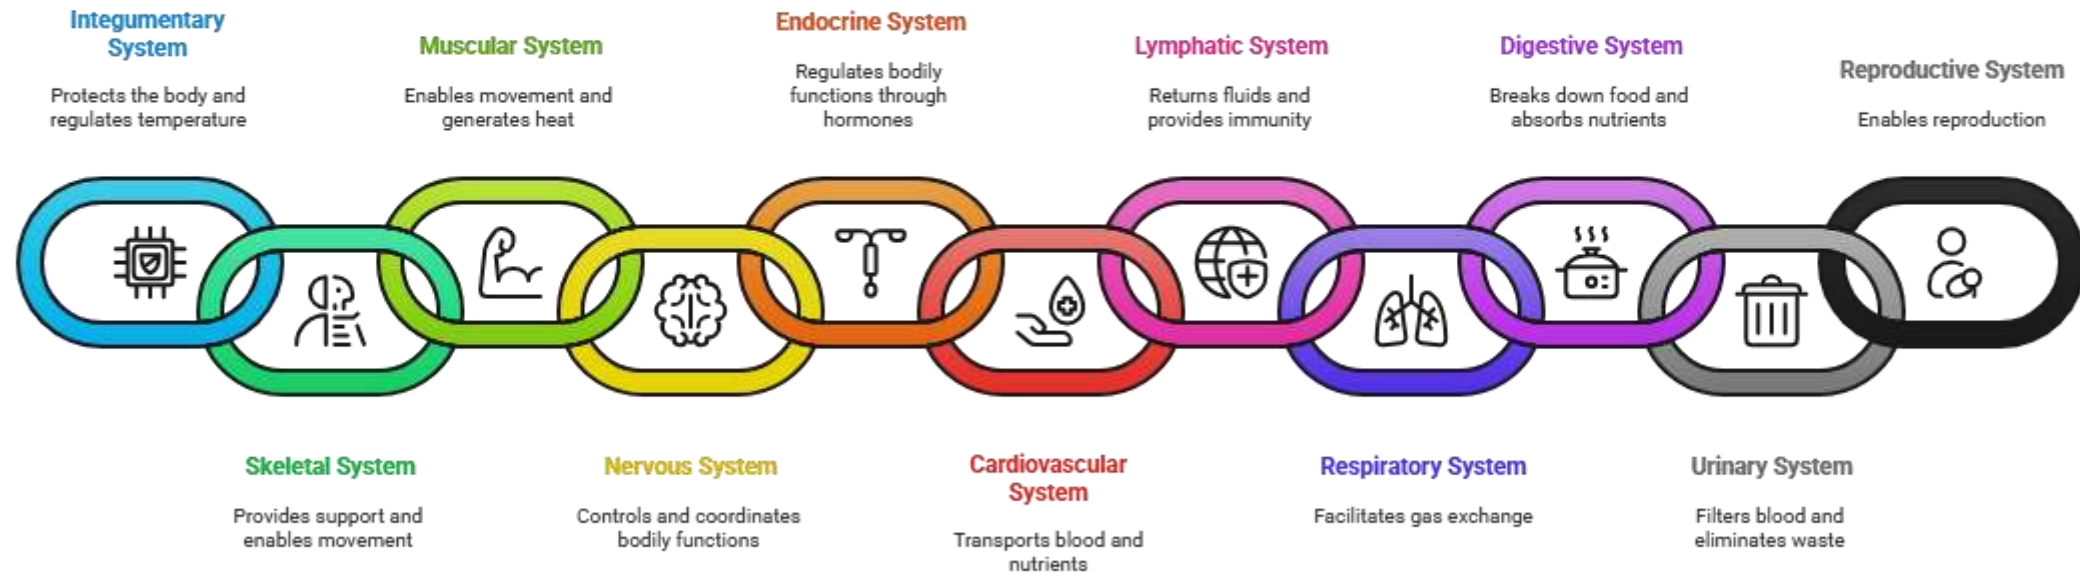 Integumentary
System
Protects the body and
regulates temperature
Skeletal System
Provides support and
enables movement
Muscular System
Enables movement and
generates heat
Nervous System
Controls and coordinates
bodily functions
Endocrine System
Regulates bodily
functions through
hormones
Cardiovascular
System
Transports blood and
nutrients
Lymphatic System
Returns fluids and
provides immunity
Respiratory System
Facilitates gas exchange
Digestive System
Breaks down food and
absorbs nutrients
Urinary System
Filters blood and
eliminates waste
Reproductive System
Enables reproduction